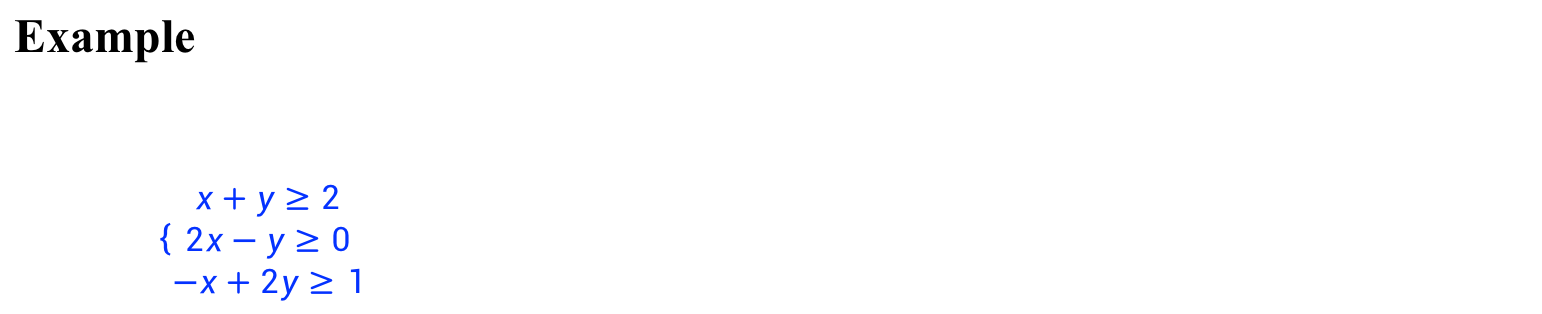 Example
x + y ≥ 2
{ 2x − y ≥ 0
−x + 2y ≥ 1